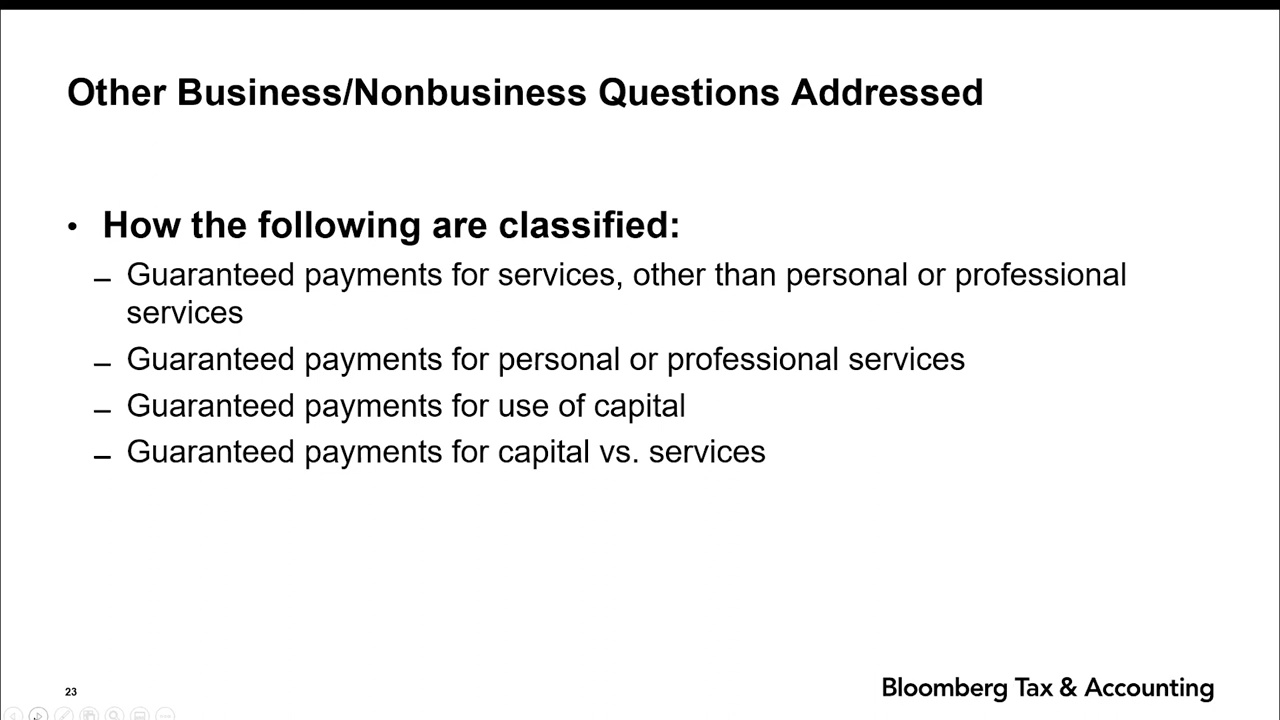 Other Business/Nonbusiness Questions Addressed
• How the following are classified:
– Guaranteed payments for services, other than personal or professional
services
– Guaranteed payments for personal or professional services
– Guaranteed payments for use of capital
– Guaranteed payments for capital vs. services
23
Bloomberg Tax & Accounting